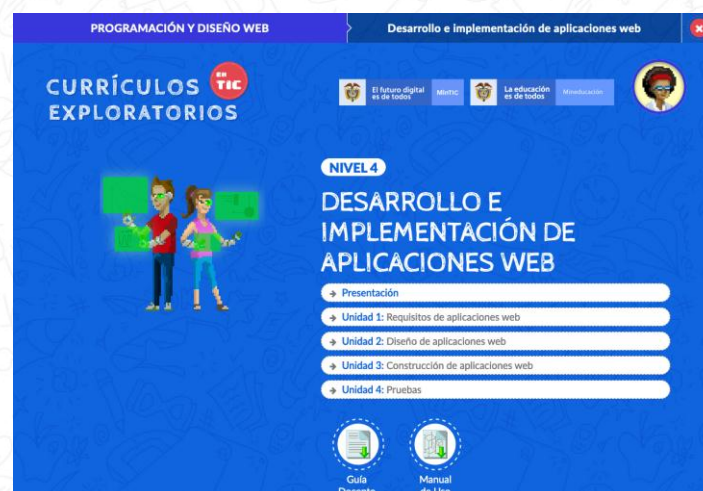 PROGRAMACIÓN Y DISEÑO WEB
Desarrollo e implementación de aplicaciones web
CURRÍCULOS EN TIC
EXPLORATORIOS
El futuro digital
es de todos
MinTIC
La educación
es de todos
Mineducación
NIVEL 4
DESARROLLO E
IMPLEMENTACIÓN DE
APLICACIONES WEB
→ Presentación
→ Unidad 1: Requisitos de aplicaciones web
→ Unidad 2: Diseño de aplicaciones web
→ Unidad 3: Construcción de aplicaciones web
→ Unidad 4: Pruebas
Guía
Docente
Manual
de Uso